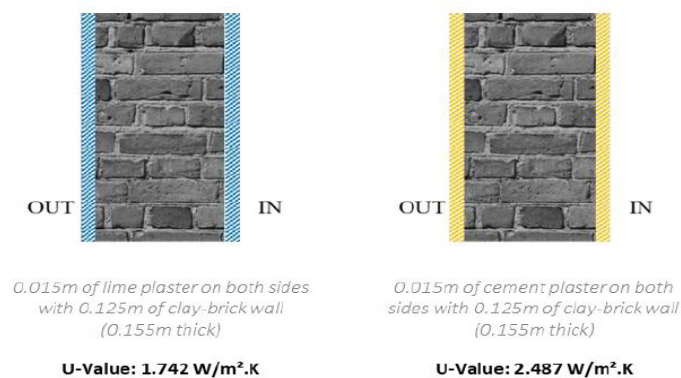 OUT IN
OUT IN
0.015m of lime plaster on both sides
with 0.125m of clay-brick wall
(0.155m thick)
U-Value: 1.742 W/m².K
0.015m of cement plaster on both
sides with 0.125m of clay-brick wall
(0.155m thick)
U-Value: 2.487 W/m².K